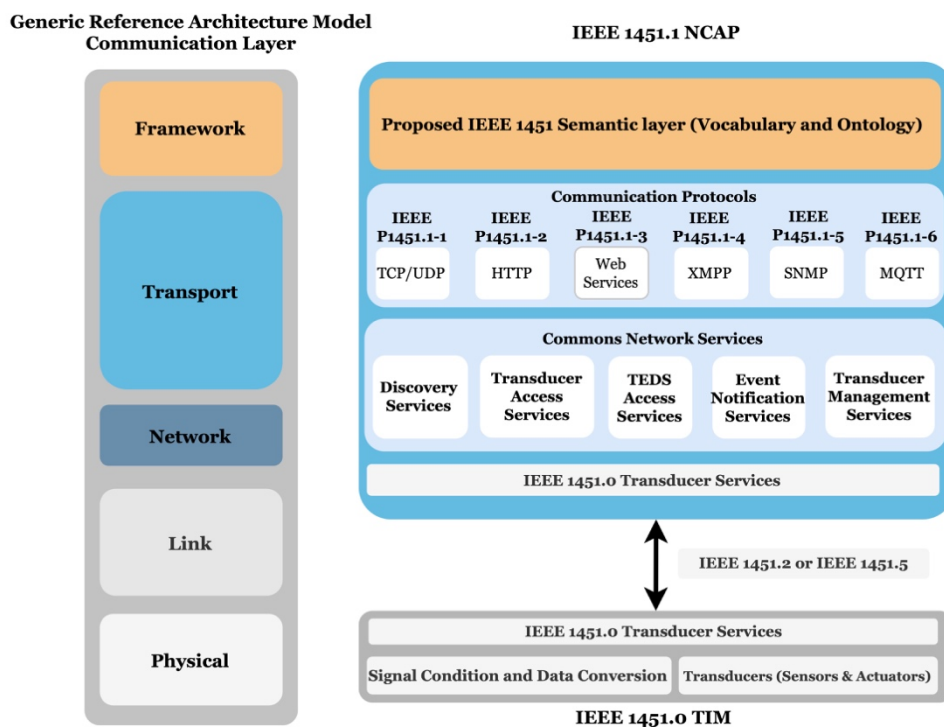 Generic Reference Architecture Model
Communication Layer
Framework
Transport
Network
Link
Physical
IEEE 1451.1 NCAP
Proposed IEEE 1451 Semantic layer (Vocabulary and Ontology)
Communication Protocols
IEEE
P1451.1-1
TCP/UDP
IEEE
P1451.1-2
HTTP
IEEE
P1451.1-3
Web
Services
IEEE
P1451.1-4
XMPP
IEEE
P1451.1-5
SNMP
IEEE
P1451.1-6
MQTT
Commons Network Services
Discovery
Services
Transducer
Access
Services
TEDS
Access
Services
Event
Notification
Services
Transducer
Management
Services
IEEE 1451.0 Transducer Services
IEEE 1451.2 or IEEE 1451.5
IEEE 1451.0 Transducer Services
Signal Condition and Data Conversion
Transducers (Sensors & Actuators)
IEEE 1451.0 TIM